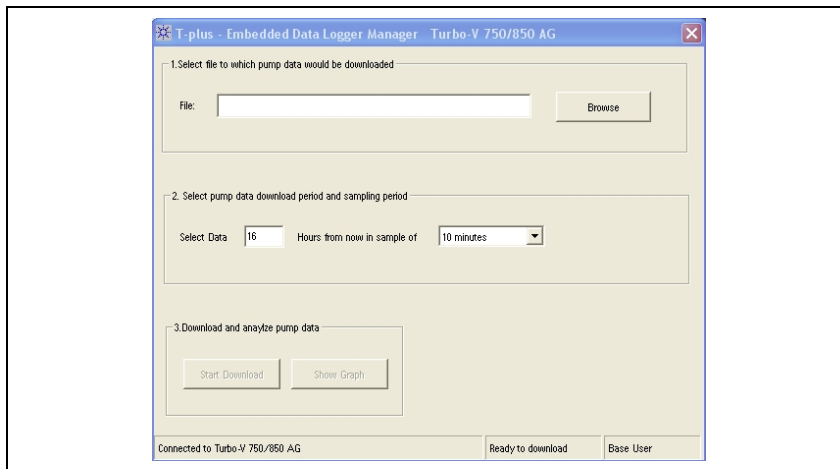 T-plus - Embedded Data Logger Manager Turbo-V 750/850 AG
1.Select file to which pump data would be downloaded
File:
Browse
2. Select pump data download period and sampling period
Select Data 16 Hours from now in sample of 10 minutes
3.Download and anaylze pump data
Start Download Show Graph
Connected to Turbo-V 750/850 AG Ready to download Base User